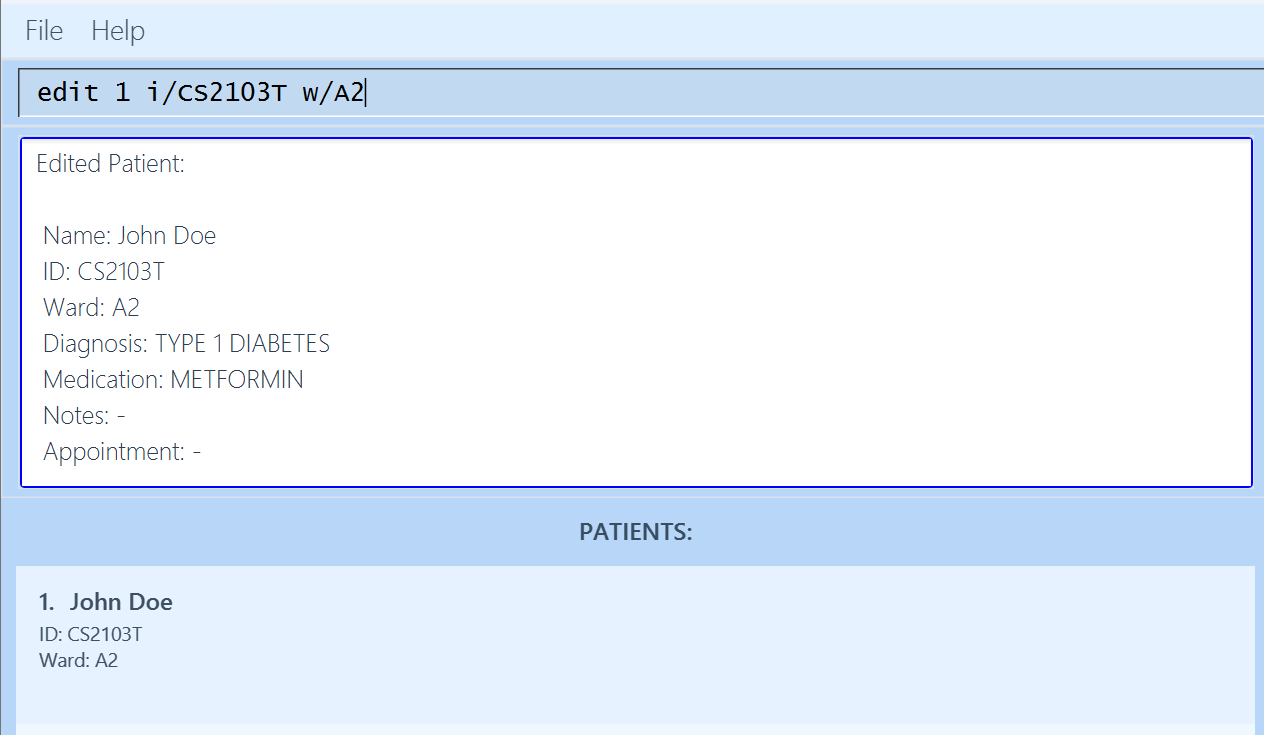 File Help
edit 1 i/CS2103T w/A2
Edited Patient:
Name: John Doe
ID: CS2103T
Ward: A2
Diagnosis: TYPE 1 DIABETES
Medication: METFORMIN
Notes: -
Appointment: -
PATIENTS:
1. John Doe
ID: CS2103T
Ward: A2